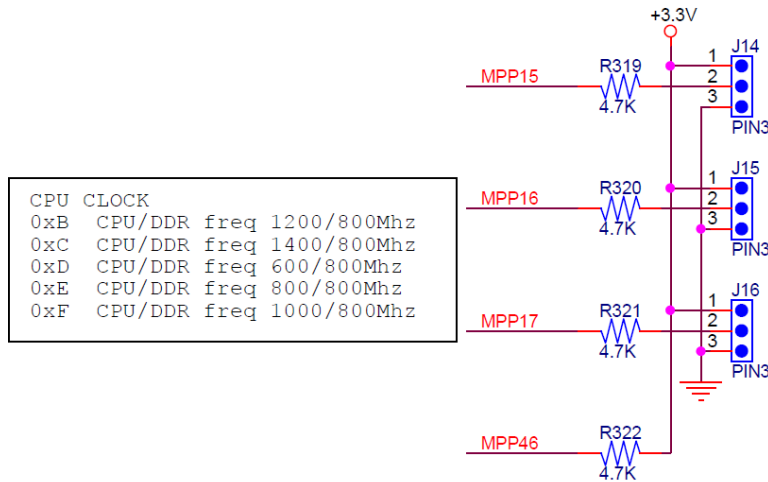 +3.3V
J14
MPP15
R319
4.7K
1
2
3
PIN3
CPU CLOCK
0xB CPU/DDR freq 1200/800Mhz
0xC CPU/DDR freq 1400/800Mhz
0xD CPU/DDR freq 600/800Mhz
0xE CPU/DDR freq 800/800Mhz
0xF CPU/DDR freq 1000/800Mhz
J15
MPP16
R320
4.7K
1
2
3
PIN3
J16
MPP17
R321
4.7K
1
2
3
PIN3
MPP46
R322
4.7K